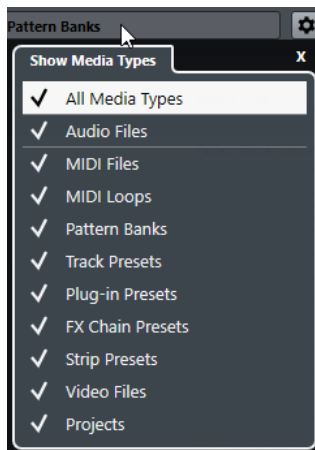 Pattern Banks
Show Media Types X
All Media Types
Audio Files
MIDI Files
MIDI Loops
Pattern Banks
Track Presets
Plug-in Presets
FX Chain Presets
Strip Presets
Video Files
Projects